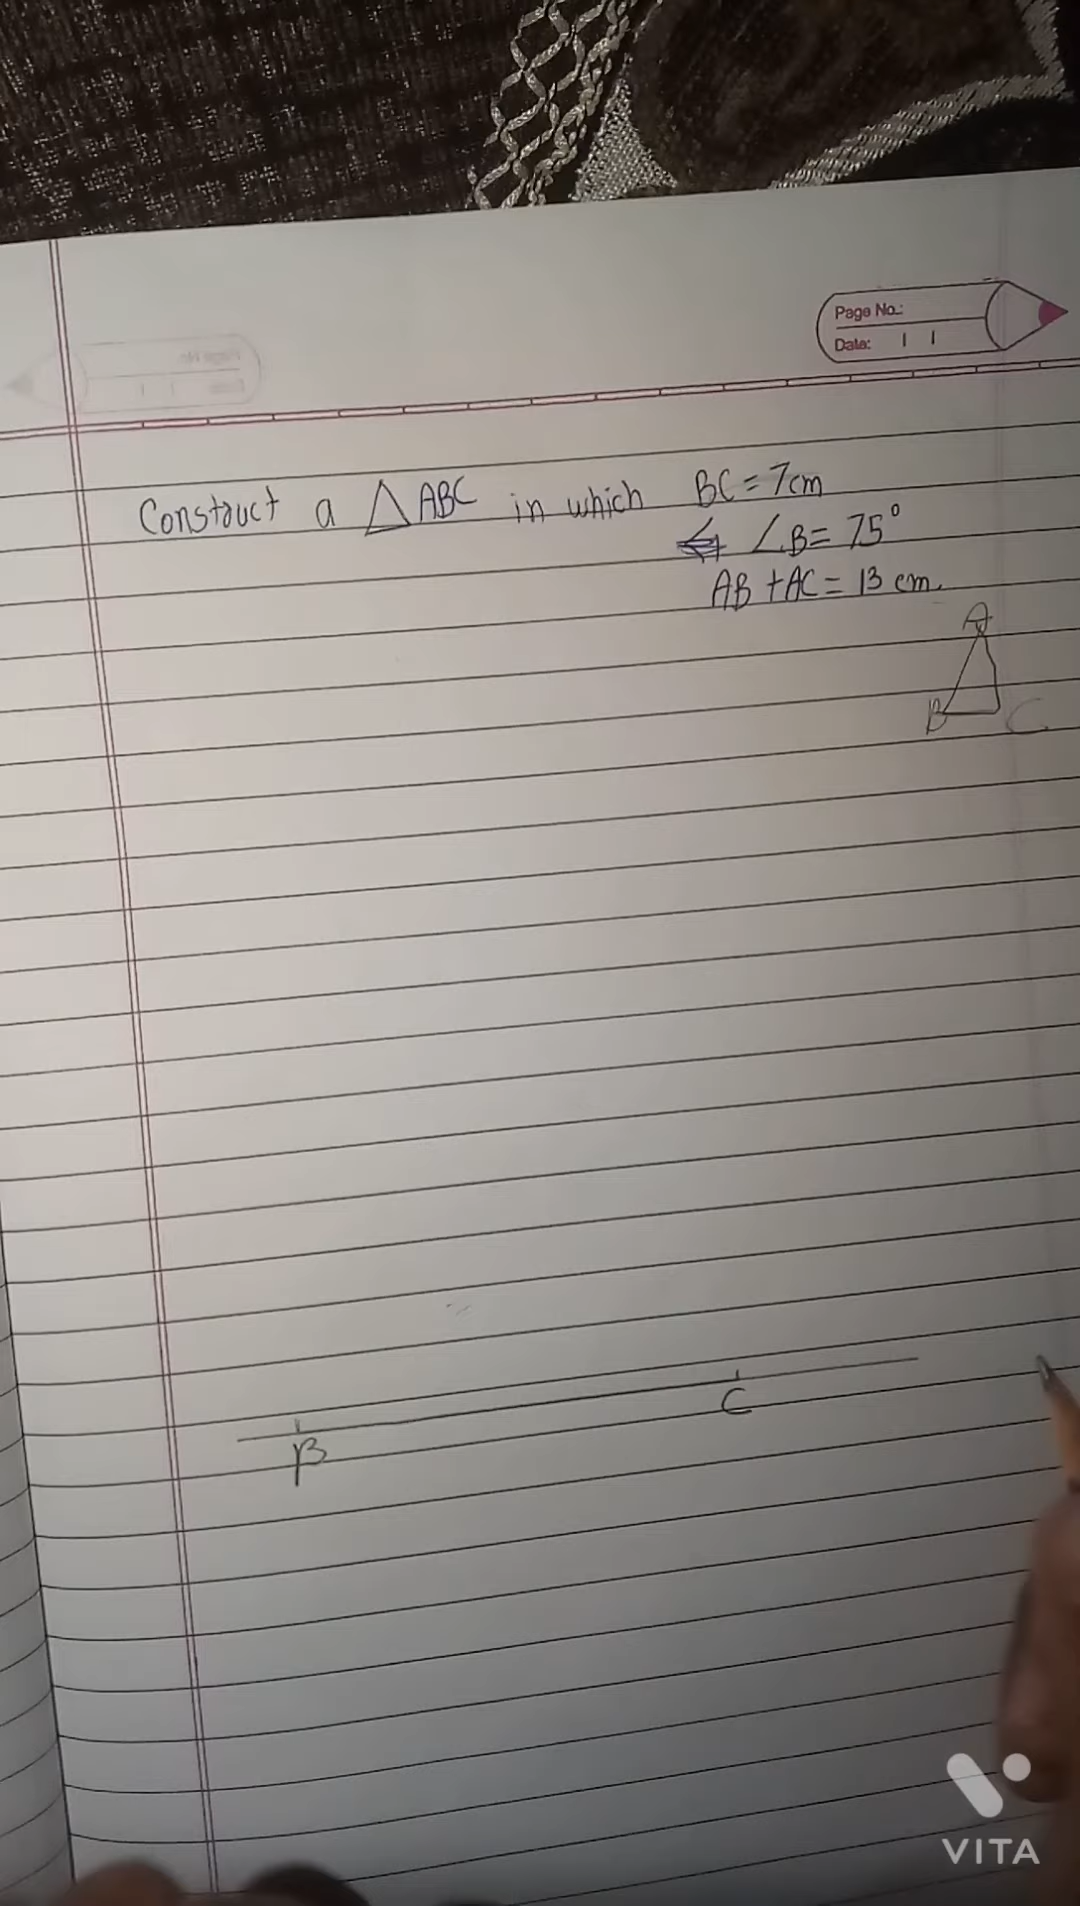 Page No.:
Date:
Construct a △ ABC in which BC = 7cm
∠B = 75°
AB + AC = 13 cm.
A
B C
B C
VITA